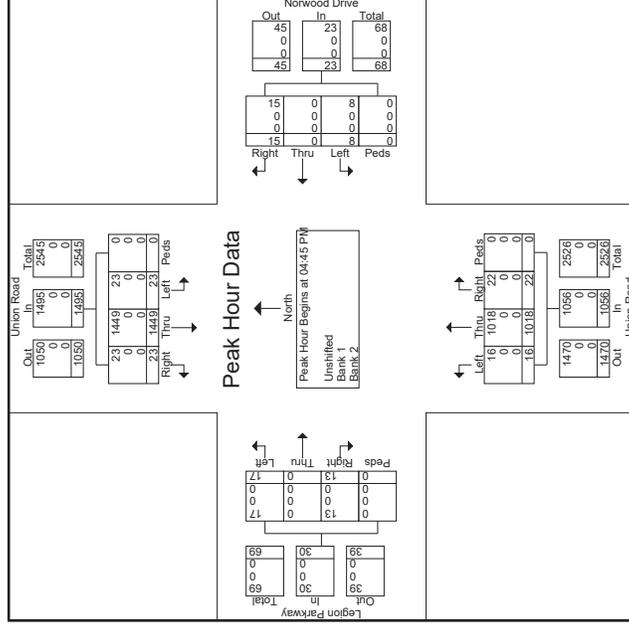 Norwood Drive
Out In Total
45 23 68
0 0 0
0 0 0
45 23 68
15 0 8 0
0 0 0 0
0 0 0 0
15 0 8 0
Right Thru Left Peds
Union Road
Out In Total
1050 1495 2545
0 0 0
0 0 0
1050 1495 2545
23 1449 23 0
0 0 0 0
0 0 0 0
23 1449 23 0
Right Thru Left Peds
Peak Hour Data
North
Peak Hour Begins at 04:45 PM
Unshifted
Bank 1
Bank 2
Left Thru Right Peds
16 1018 22 0
0 0 0 0
0 0 0 0
16 1018 22 0
1470 1056 2526
0 0 0
0 0 0
1470 1056 2526
Out In Total
Union Road
Legion Parkway
Out In Total
39 30 69
0 0 0
0 0 0
39 30 69
0 13 0 17
0 0 0 0
0 0 0 0
0 13 0 17
Peds Right Thru Left